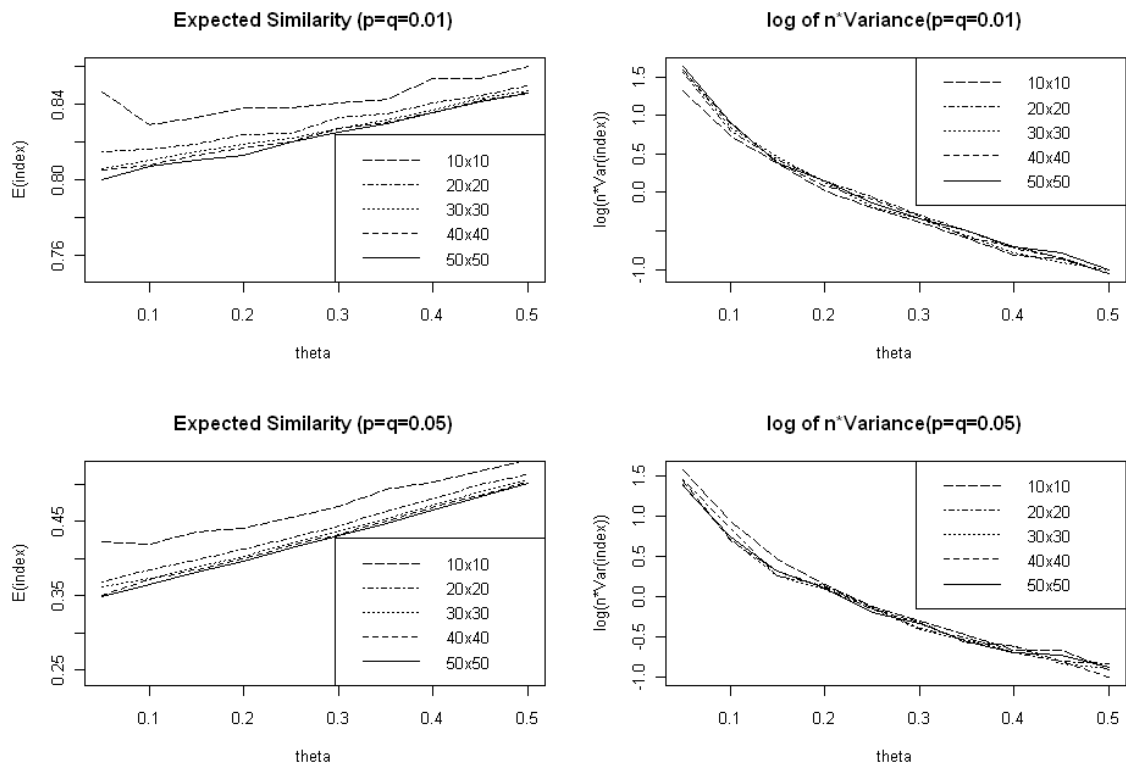 Expected Similarity (p=q=0.01)
E(index)
0.84
0.80
0.76
10x10
20x20
30x30
40x40
50x50
0.1 0.2 0.3 0.4 0.5
theta
log of n*Variance(p=q=0.01)
log(n*Var(index))
1.5
0.5
0.0
-1.0
10x10
20x20
30x30
40x40
50x50
0.1 0.2 0.3 0.4 0.5
theta
Expected Similarity (p=q=0.05)
E(index)
0.45
0.35
0.25
10x10
20x20
30x30
40x40
50x50
0.1 0.2 0.3 0.4 0.5
theta
log of n*Variance(p=q=0.05)
log(n*Var(index))
1.5
1.0
0.5
0.0
-0.5
-1.0
10x10
20x20
30x30
40x40
50x50
0.1 0.2 0.3 0.4 0.5
theta